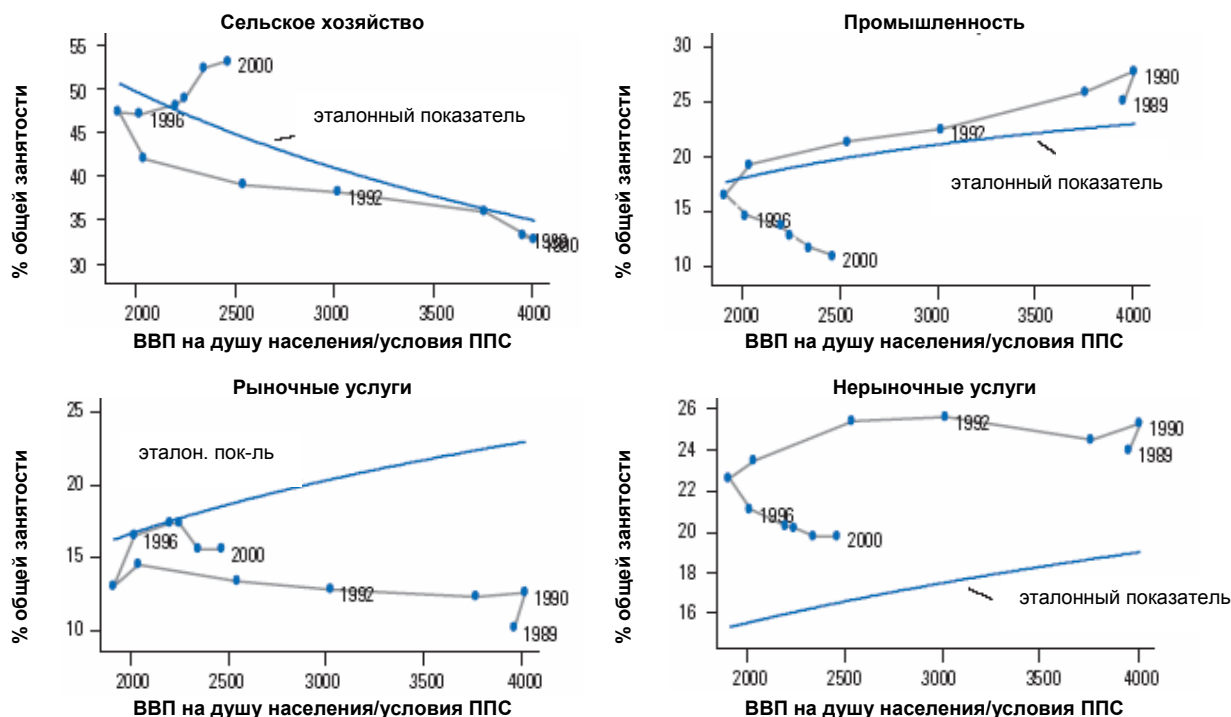 Сельское хозяйство
% общей занятости
55
50
45
40
35
30
2000
1996
эталонный показатель
1992
1990
2000 2500 3000 3500 4000
ВВП на душу населения/условия ППС
Промышленность
% общей занятости
30
25
20
15
10
1990
1989
1992
эталонный показатель
1996
2000
2000 2500 3000 3500 4000
ВВП на душу населения/условия ППС
Рыночные услуги
% общей занятости
25
20
15
10
эталон. пок-ль
1996
2000
1992
1990
1989
2000 2500 3000 3500 4000
ВВП на душу населения/условия ППС
Нерыночные услуги
% общей занятости
26
24
22
20
18
16
1992
1990
1989
1996
2000
эталонный показатель
2000 2500 3000 3500 4000
ВВП на душу населения/условия ППС